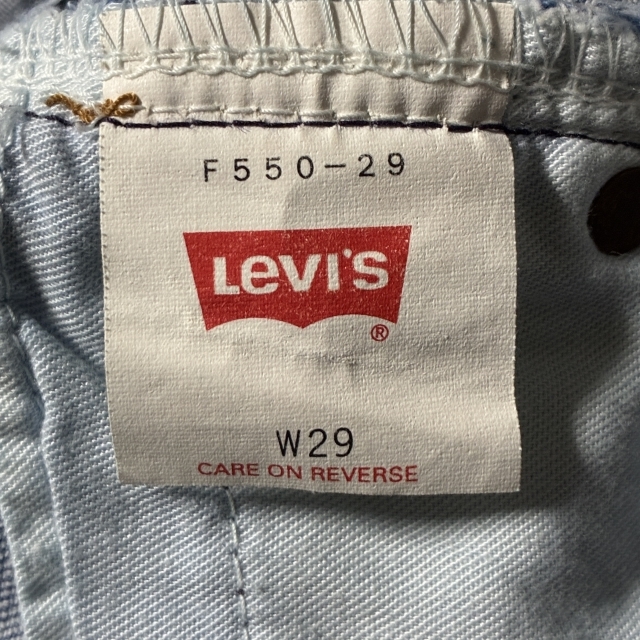 F550-29
LEVI'S
®
W29
CARE ON REVERSE